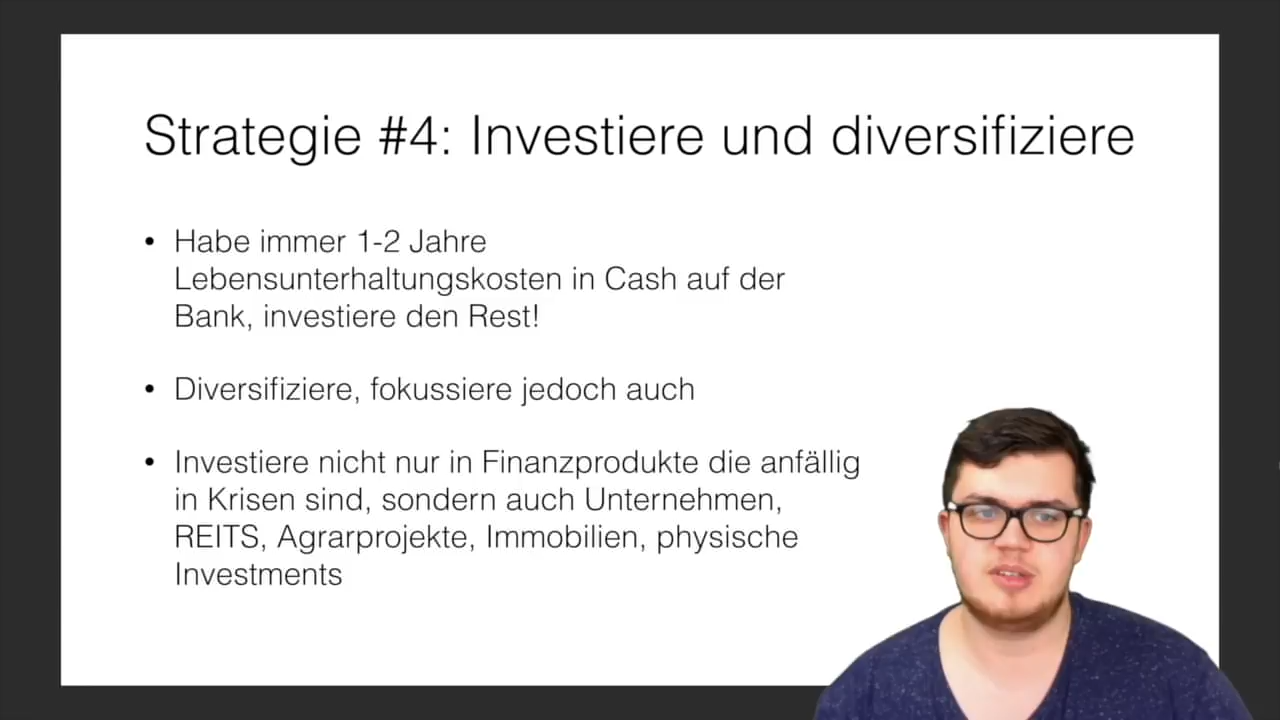 Strategie #4: Investiere und diversifiziere
• Habe immer 1-2 Jahre
Lebensunterhaltungskosten in Cash auf der
Bank, investiere den Rest!
• Diversifiziere, fokussiere jedoch auch
• Investiere nicht nur in Finanzprodukte die anfällig
in Krisen sind, sondern auch Unternehmen,
REITS, Agrarprojekte, Immobilien, physische
Investments